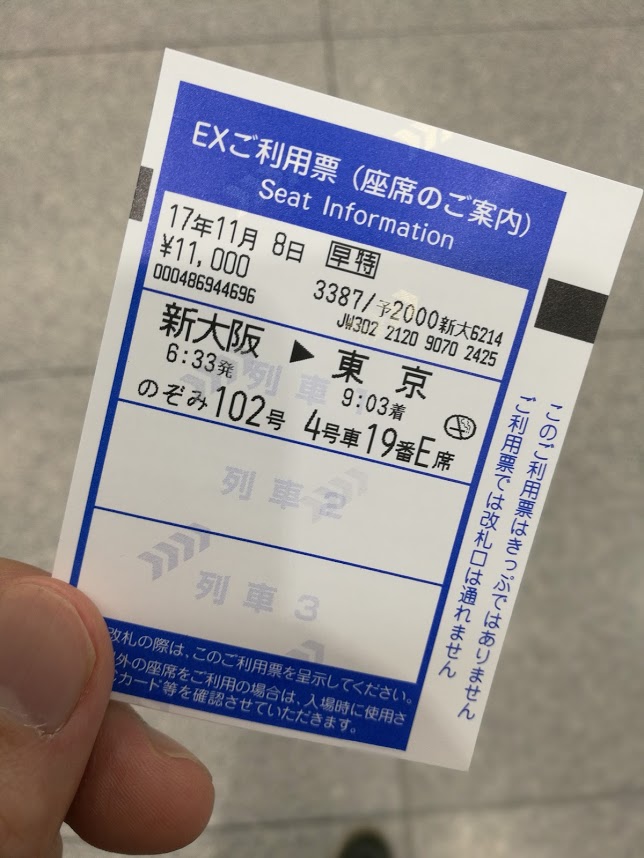 EXご利用票（座席のご案内）
Seat Information
17年11月 8日 早特
¥11,000 3387/予2000新大6214
000486944696 JW302 2120 9070 2425
新大阪 ▶ 東 京
6:33発 9:03着
のぞみ102号 4号車19番E席
列車
列車2
列車3
改札の際は、このご利用票を呈示してください。
外の座席をご利用の場合は、入場時に使用さ
カード等を確認させていただきます。
このご利用票はきっぷではありません
ご利用票では改札口は通れません